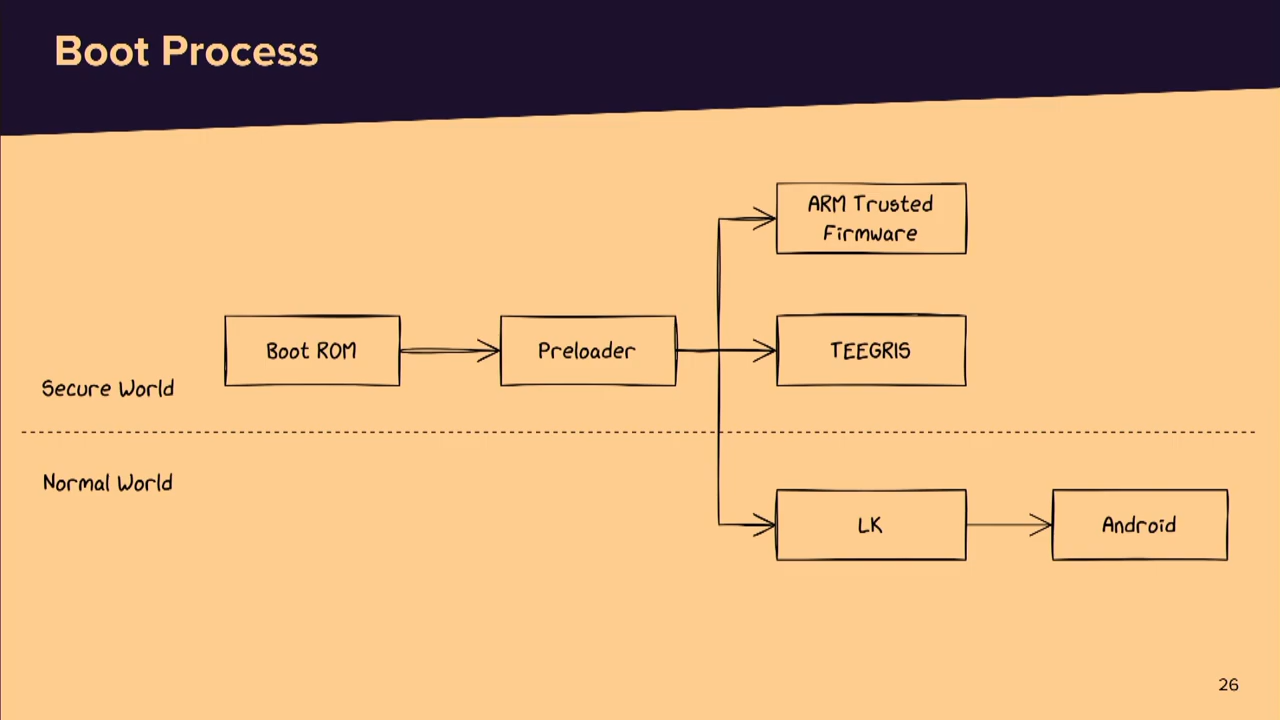 Boot Process
ARM Trusted
Firmware
Boot ROM
Preloader
TEEGRIS
Secure World
Normal World
LK
Android
26